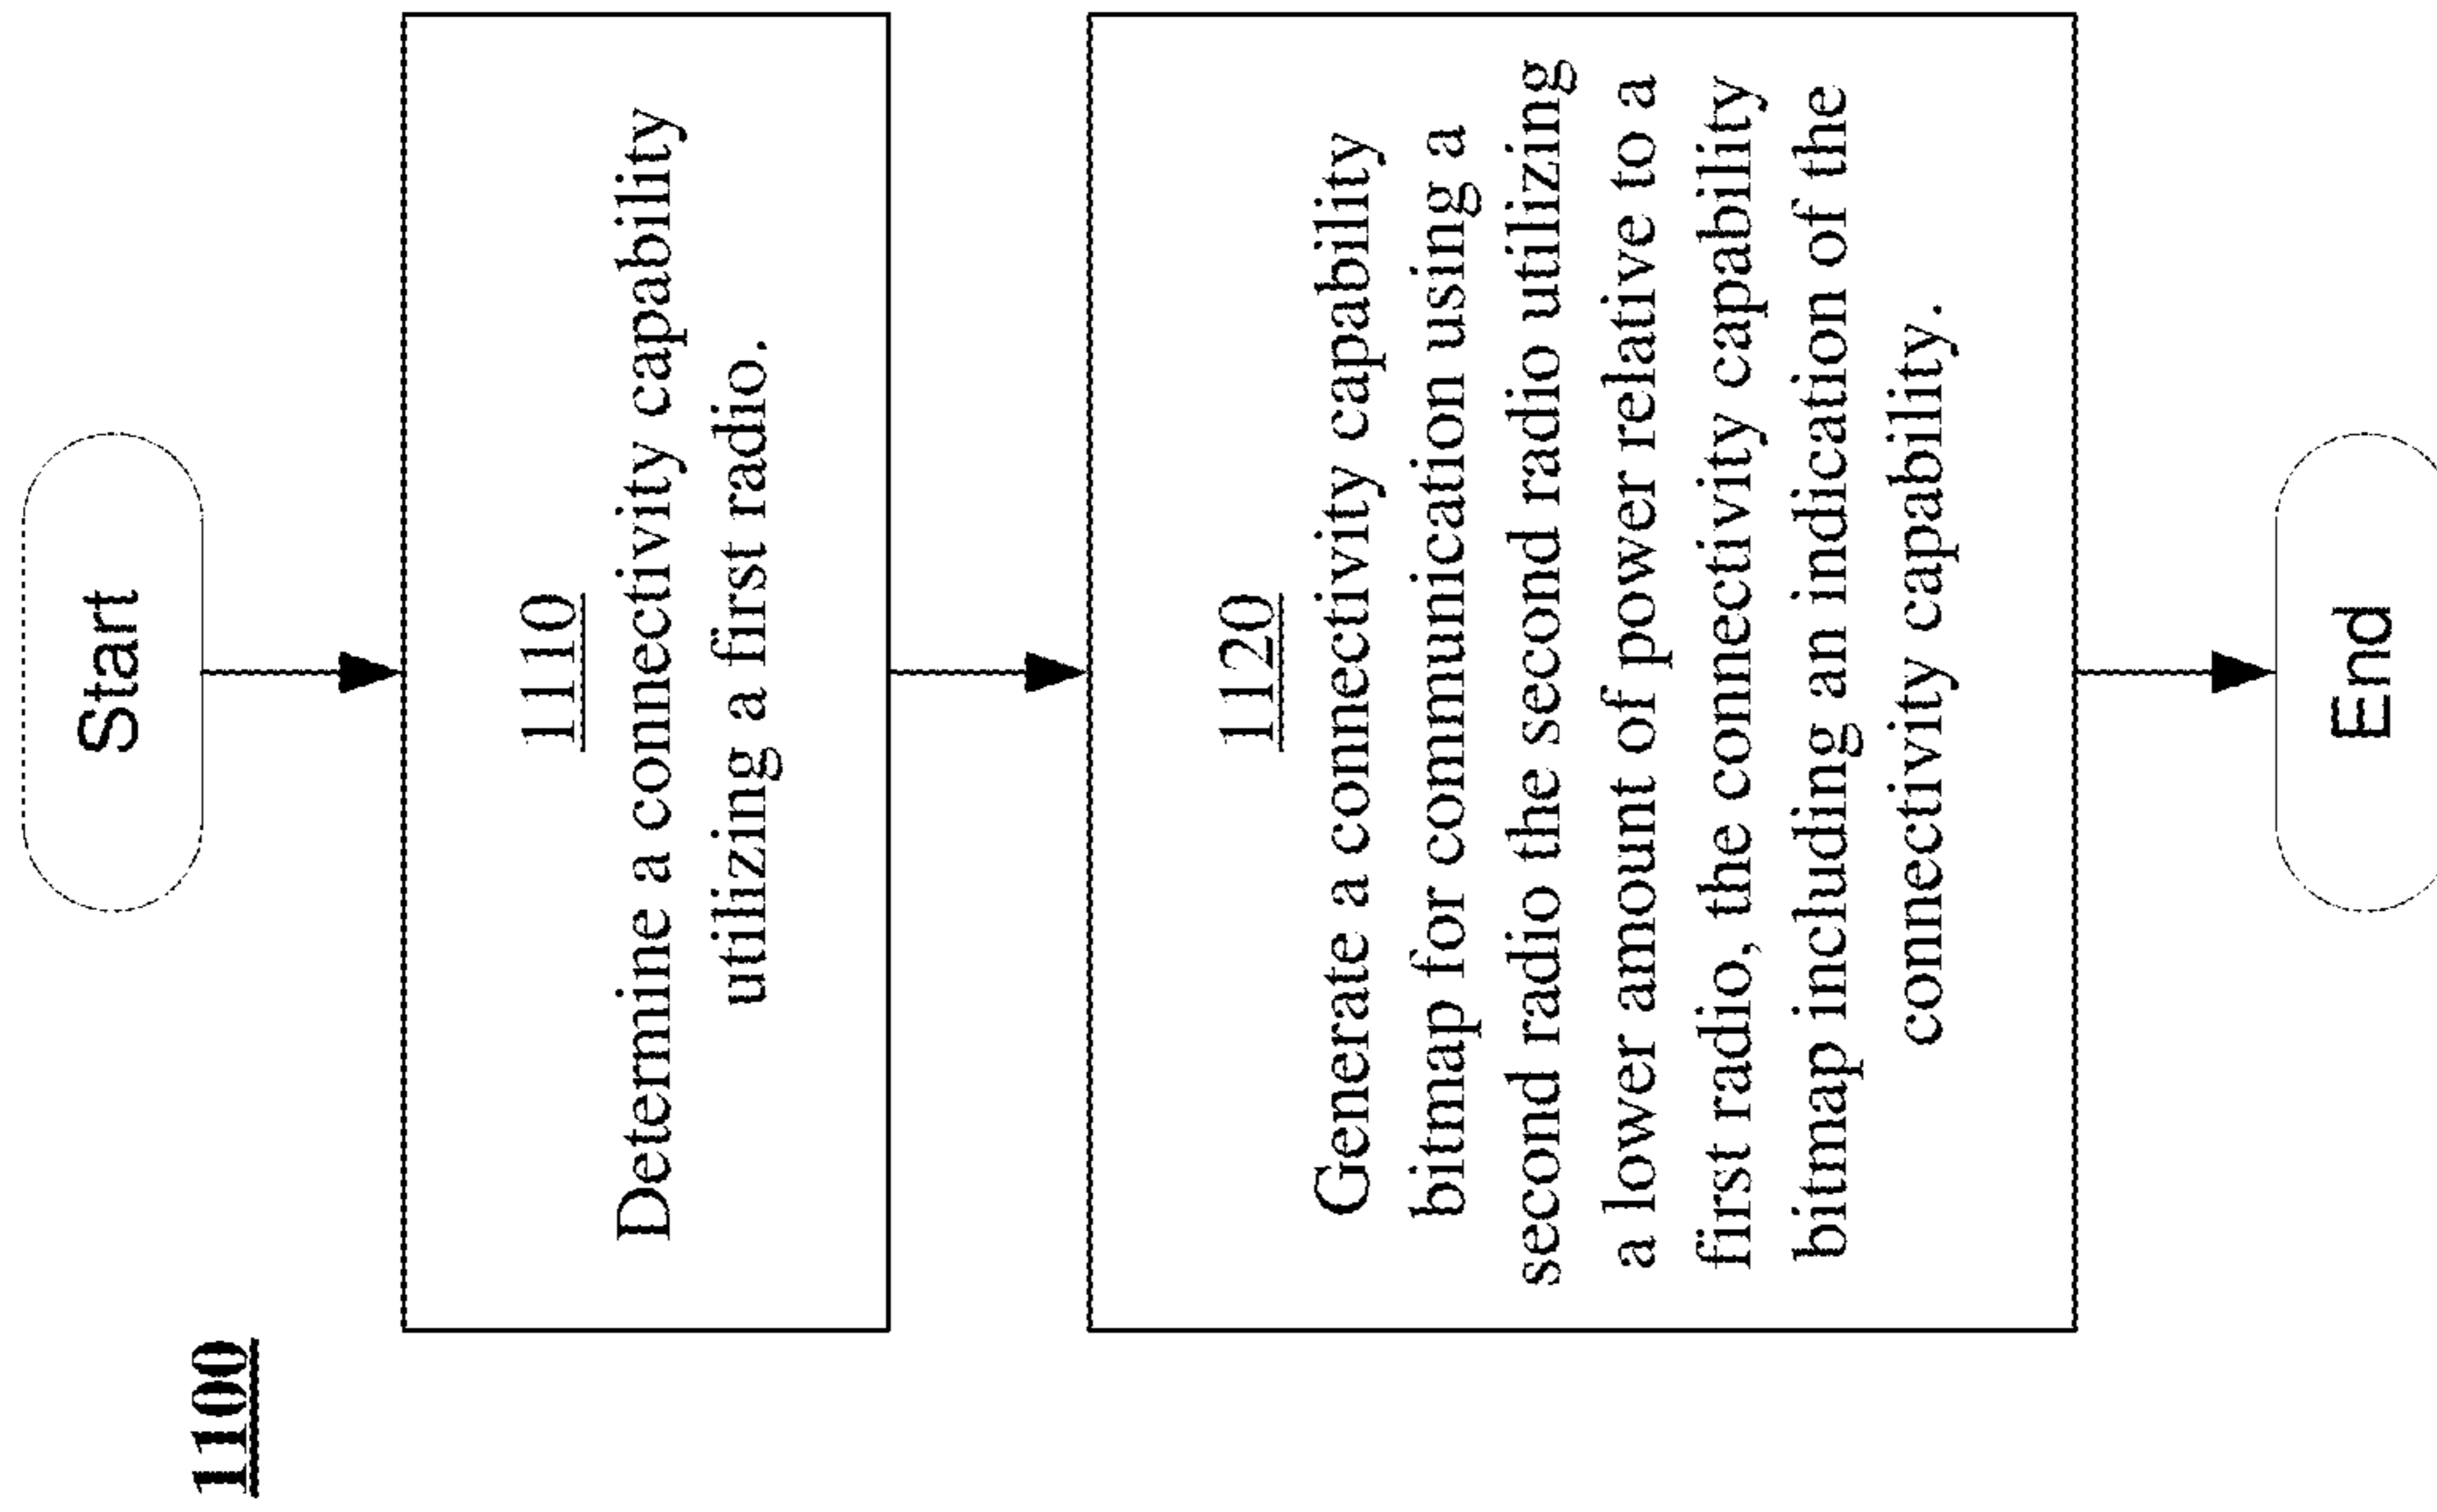 1100
Start
1110
Determine a connectivity capability
utilizing a first radio.
1120
Generate a connectivity capability
bitmap for communication using a
second radio the second radio utilizing
a lower amount of power relative to a
first radio, the connectivity capability
bitmap including an indication of the
connectivity capability.
End